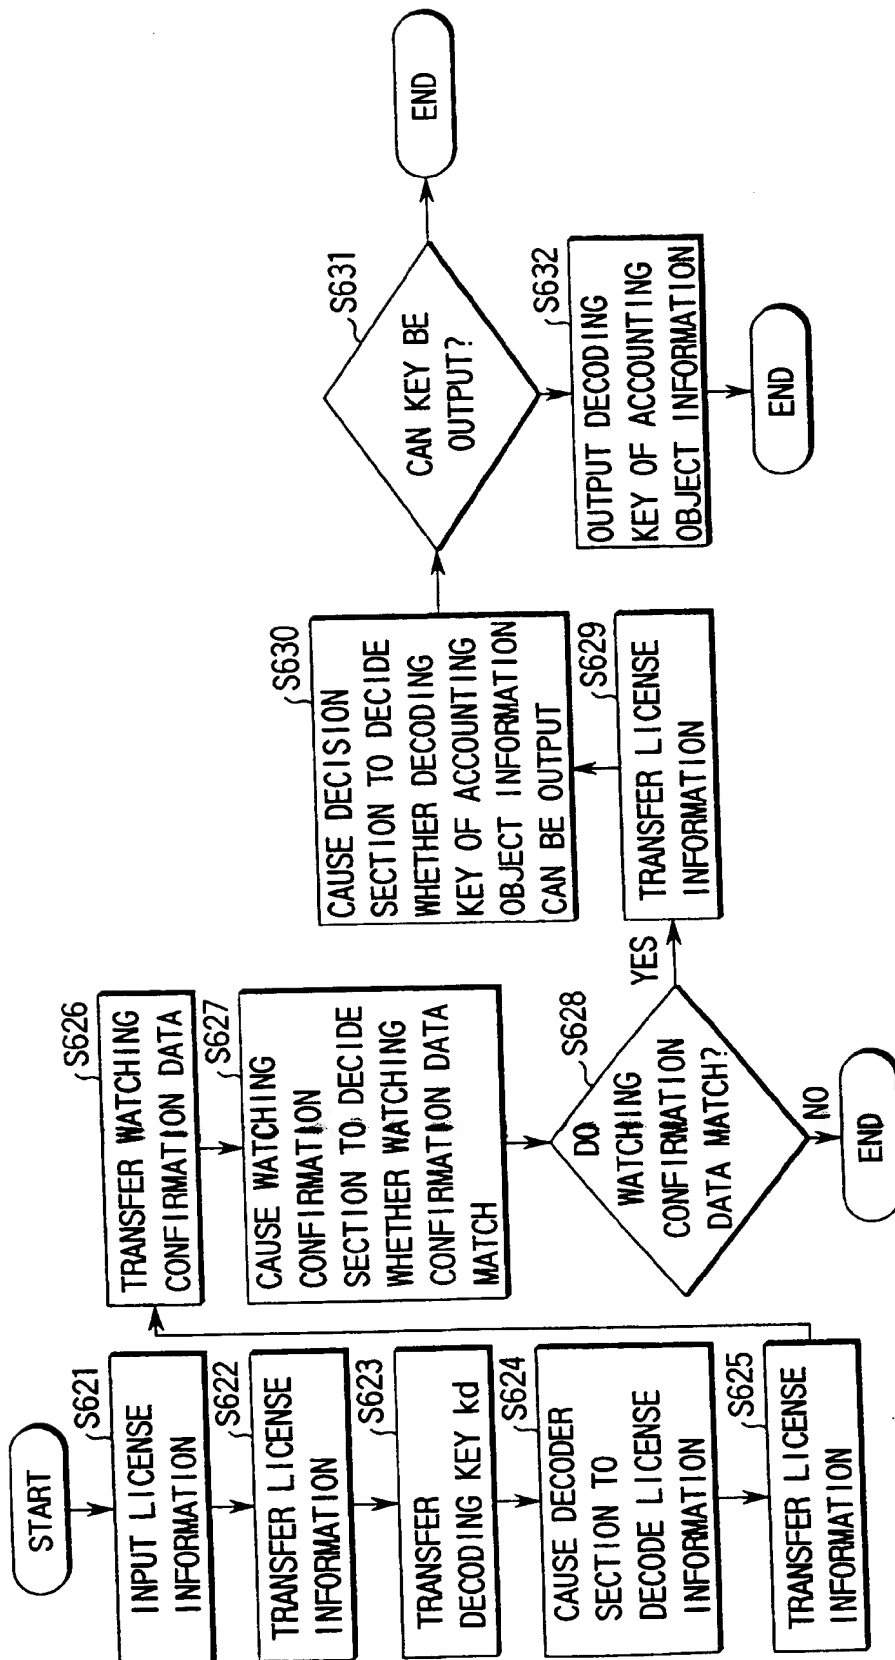 START
S621
INPUT LICENSE
INFORMATION
S622
TRANSFER LICENSE
INFORMATION
S623
TRANSFER
DECODING KEY kd
S624
CAUSE DECODER
SECTION TO
DECODE LICENSE
INFORMATION
S625
TRANSFER LICENSE
INFORMATION
S626
TRANSFER WATCHING
CONFIRMATION DATA
S627
CAUSE WATCHING
CONFIRMATION
SECTION TO DECIDE
WHETHER WATCHING
CONFIRMATION DATA
MATCH
S628
DO
WATCHING
CONFIRMATION
DATA MATCH?
YES
NO
END
S629
TRANSFER LICENSE
INFORMATION
S630
CAUSE DECISION
SECTION TO DECIDE
WHETHER DECODING
KEY OF ACCOUNTING
OBJECT INFORMATION
CAN BE OUTPUT
S631
CAN KEY BE
OUTPUT?
END
S632
OUTPUT DECODING
KEY OF ACCOUNTING
OBJECT INFORMATION
END